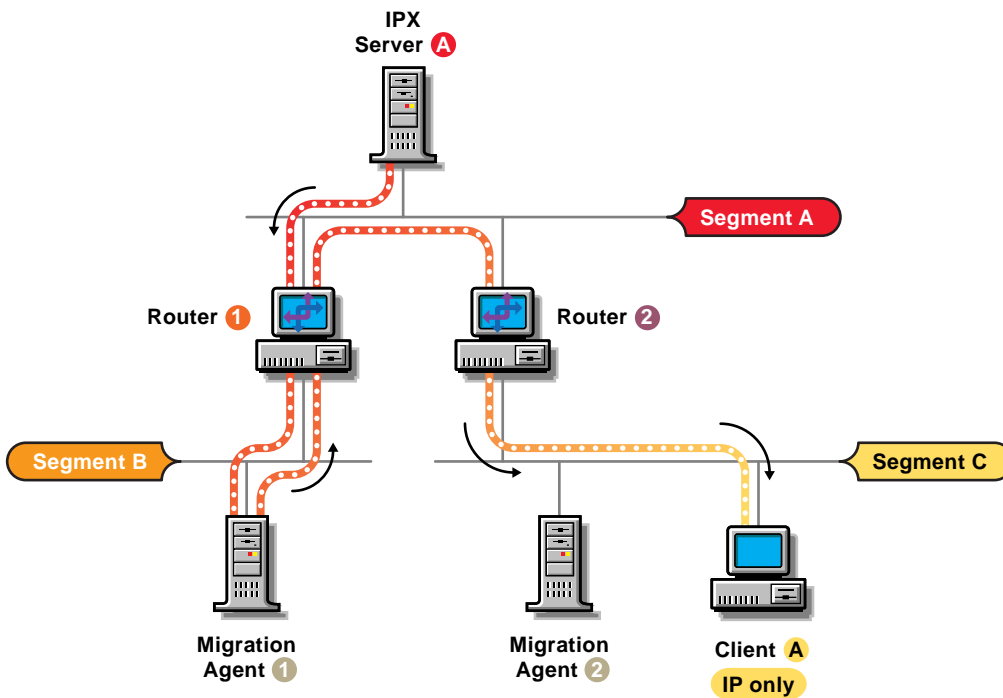 IPX
Server A
Segment A
Router 1
Router 2
Segment B
Segment C
Migration
Agent 1
Migration
Agent 2
Client A
IP only